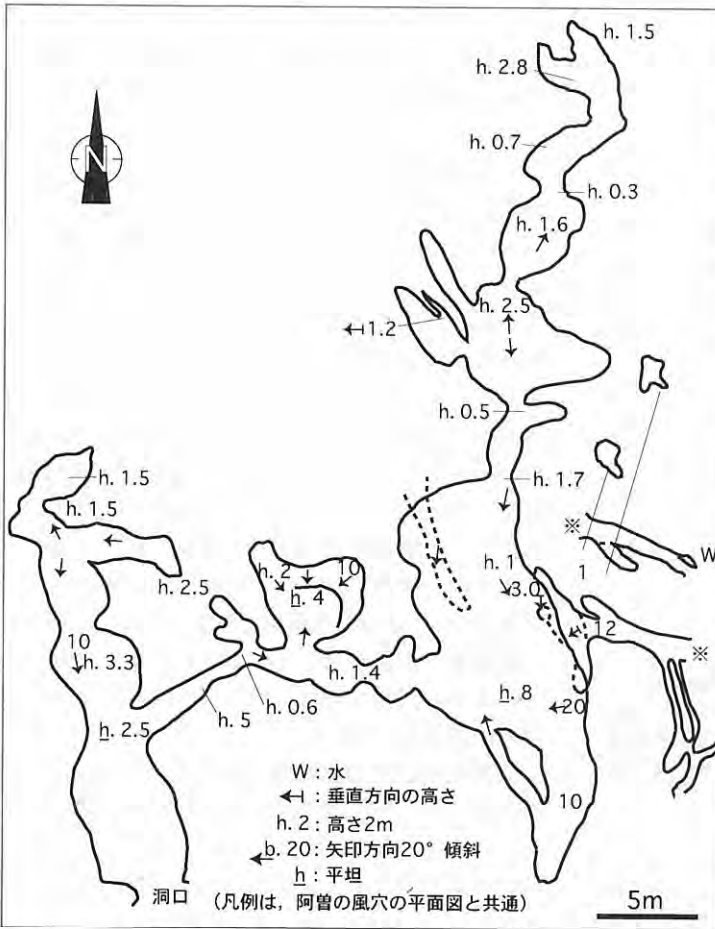 h. 1.5
h. 2.8
N
h. 0.7
h. 0.3
h. 1.6
h. 2.5
1.2
h. 0.5
h. 1.5
h. 1.7
h. 1.5
※
W
h. 2
10
h. 1
1
h. 2.5
h. 4
3.0
12
10
h. 3.3
h. 1.4
※
h. 0.6
h. 8
20
h. 5
h. 2.5
10
W : 水
: 垂直方向の高さ
h. 2 : 高さ2m
b. 20 : 矢印方向20° 傾斜
h : 平坦
洞口
(凡例は，阿曽の風穴の平面図と共通)
5m